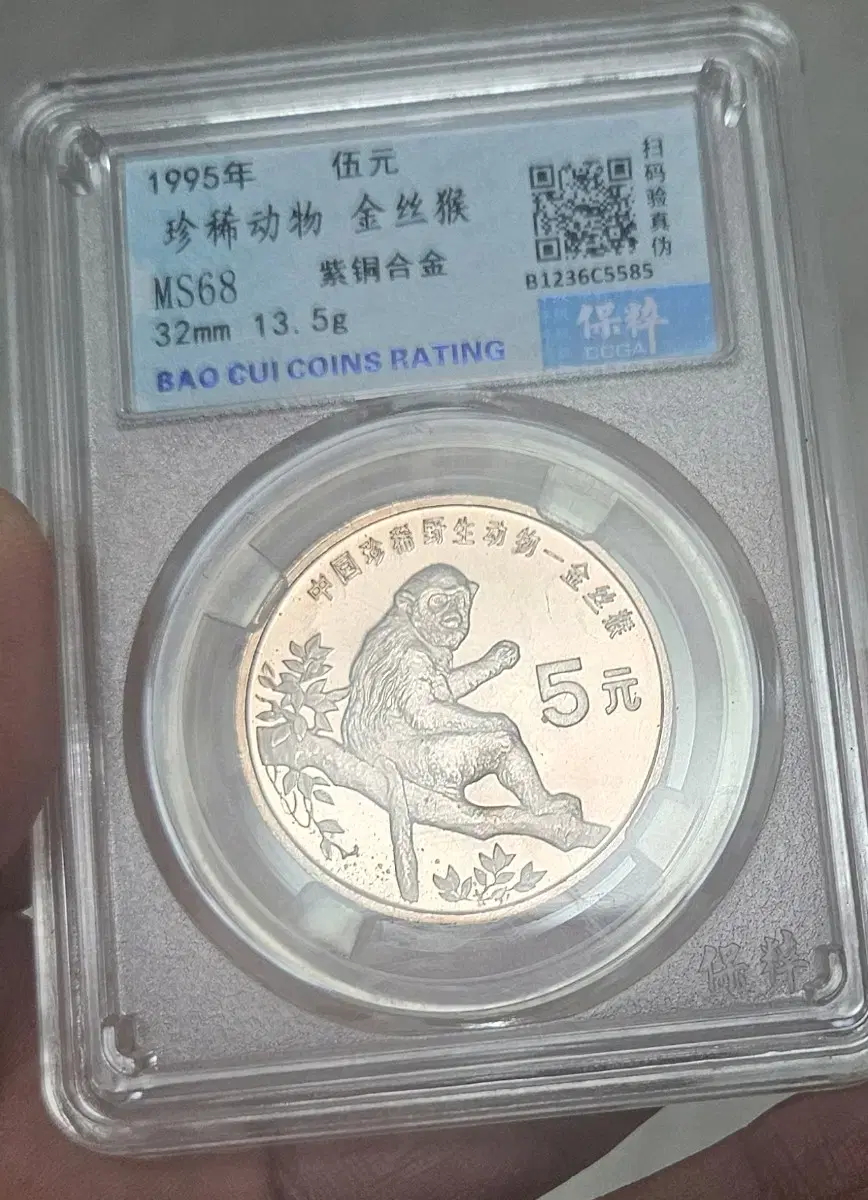 1995年 伍元
珍稀动物 金丝猴
MS68 紫铜合金
32mm 13.5g
BAO CUI COINS RATING
扫码验真伪
B1236C5585
保粹
中国珍稀野生动物—金丝猴
5元
保粹